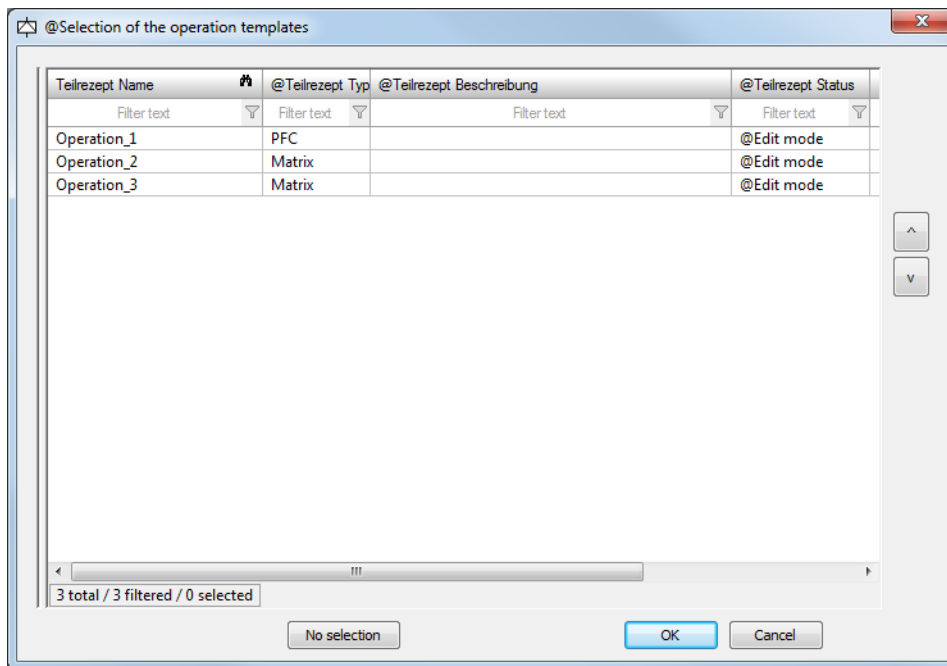 @Selection of the operation templates
Teilrezept Name @Teilrezept Typ @Teilrezept Beschreibung @Teilrezept Status
Filter text Filter text Filter text Filter text
Operation_1 PFC @Edit mode
Operation_2 Matrix @Edit mode
Operation_3 Matrix @Edit mode
^
v
3 total / 3 filtered / 0 selected
No selection OK Cancel